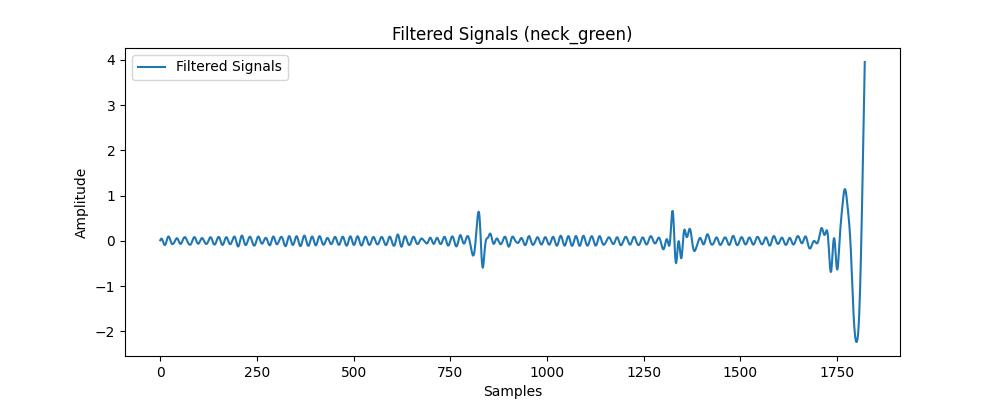 Filtered Signals (neck_green)
Filtered Signals
4
3
2
1
0
−1
−2
Amplitude
0 250 500 750 1000 1250 1500 1750
Samples